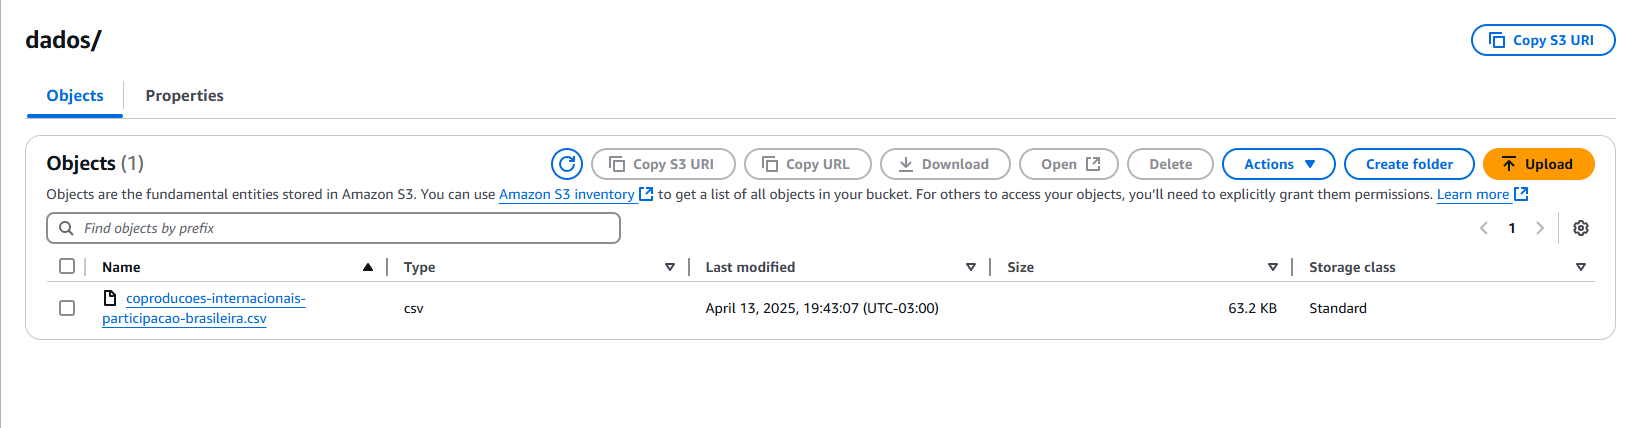 dados/
Copy S3 URI
Objects
Properties
Objects (1)
Copy S3 URI
Copy URL
Download
Open
Delete
Actions
Create folder
Upload
Objects are the fundamental entities stored in Amazon S3. You can use Amazon S3 inventory to get a list of all objects in your bucket. For others to access your objects, you’ll need to explicitly grant them permissions. Learn more
Find objects by prefix
1
Name
Type
Last modified
Size
Storage class
coproducoes-internacionais-
participacao-brasileira.csv
csv
April 13, 2025, 19:43:07 (UTC-03:00)
63.2 KB
Standard